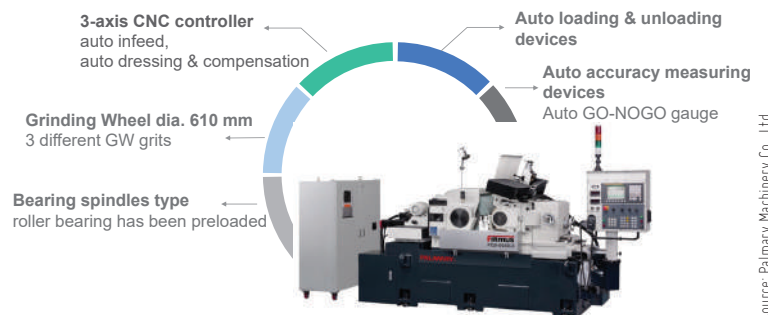 3-axis CNC controller
auto infeed,
auto dressing & compensation
Auto loading & unloading
devices
Auto accuracy measuring
devices
Auto GO-NOGO gauge
Grinding Wheel dia. 610 mm
3 different GW grits
Bearing spindles type
roller bearing has been preloaded
Palmary Machinery Co., Ltd